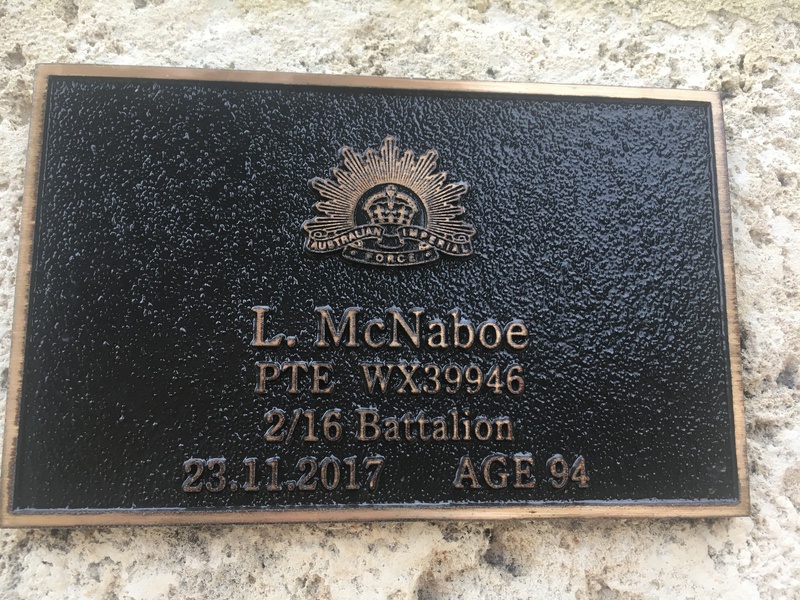 AUSTRALIAN IMPERIAL
FORCE
L. McNaboe
PTE WX39946
2/16 Battalion
23.11.2017 AGE 94